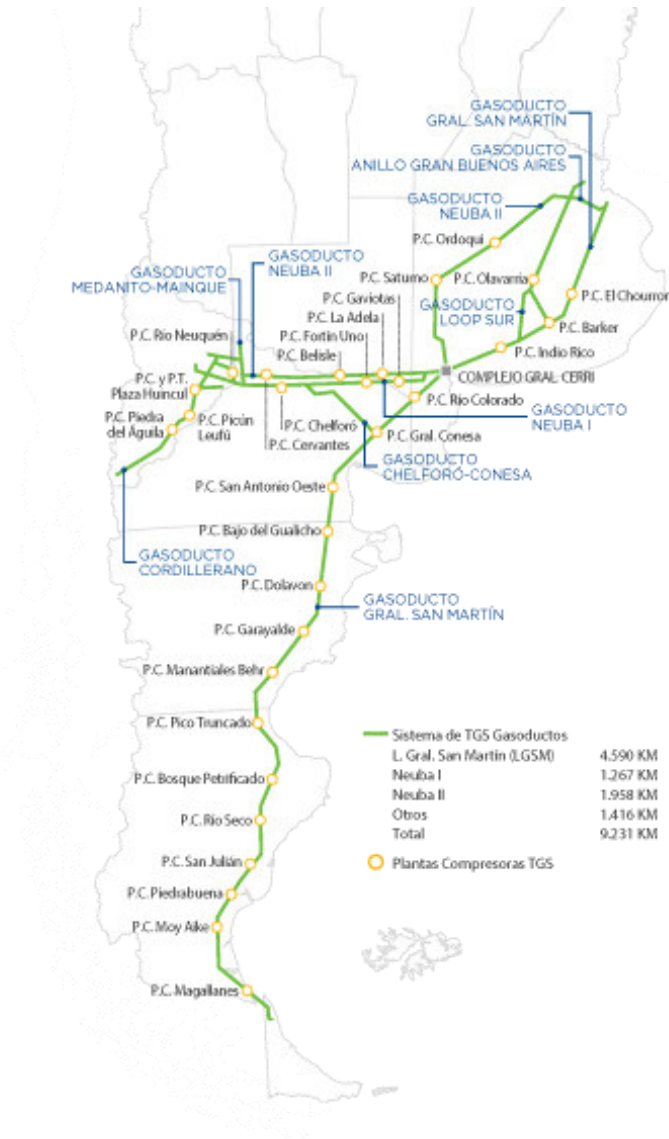 GASODUCTO
GRAL. SAN MARTÍN
GASODUCTO
ANILLO GRAN BUENOS AIRES
GASODUCTO
NEUBA II
P.C. Ordoqui
GASODUCTO
NEUBA II
GASODUCTO
MEDANITO-MAINQUE
P.C. Saturno
P.C. Olavarria
P.C. El Chourror
P.C. Gaviotas
GASODUCTO
LOOP SUR
P.C. La Adela
P.C. Barker
P.C. Río Neuquén
P.C. Fortín Uno
P.C. Indio Rico
P.C. Belisle
COMPLEJO GRAL. CERRI
P.C. y P.T.
Plaza Huincul
P.C. Río Colorado
P.C. Piedra
del Águila
P.C. Picún
Leufú
P.C. Chelforó
P.C. Cervantes
GASODUCTO
NEUBA I
P.C. Gral. Conesa
GASODUCTO
CHELFORÓ-CONESA
P.C. San Antonio Oeste
P.C. Bajo del Gualicho
GASODUCTO
CORDILLERANO
P.C. Dolavon
GASODUCTO
GRAL. SAN MARTÍN
P.C. Garayalde
P.C. Manantiales Behr
P.C. Pico Truncado
Sistema de TGS Gasoductos
L. Gral. San Martín (LGSM) 4.590 KM
Neuba I 1.267 KM
Neuba II 1.958 KM
Otros 1.416 KM
Total 9.231 KM
P.C. Bosque Petrificado
P.C. Río Seco
P.C. San Julián
Plantas Compresoras TGS
P.C. Piedrabuena
P.C. Moy Aike
P.C. Magallanes